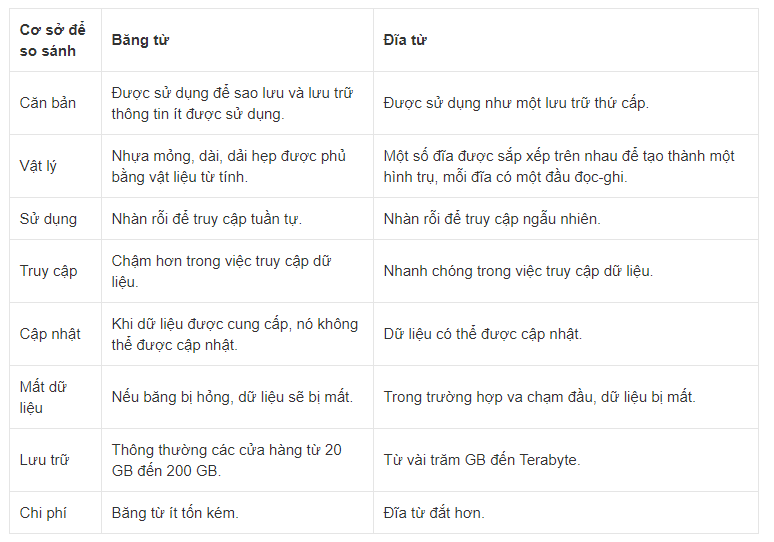 Cơ sở để so sánh | Băng từ | Đĩa từ
Căn bản | Được sử dụng để sao lưu và lưu trữ thông tin ít được sử dụng. | Được sử dụng như một lưu trữ thứ cấp.
Vật lý | Nhựa mỏng, dài, dải hẹp được phủ bằng vật liệu từ tính. | Một số đĩa được sắp xếp trên nhau để tạo thành một hình trụ, mỗi đĩa có một đầu đọc-ghi.
Sử dụng | Nhàn rỗi để truy cập tuần tự. | Nhàn rỗi để truy cập ngẫu nhiên.
Truy cập | Chậm hơn trong việc truy cập dữ liệu. | Nhanh chóng trong việc truy cập dữ liệu.
Cập nhật | Khi dữ liệu được cung cấp, nó không thể được cập nhật. | Dữ liệu có thể được cập nhật.
Mất dữ liệu | Nếu băng bị hỏng, dữ liệu sẽ bị mất. | Trong trường hợp va chạm đầu, dữ liệu bị mất.
Lưu trữ | Thông thường các cửa hàng từ 20 GB đến 200 GB. | Từ vài trăm GB đến Terabyte.
Chi phí | Băng từ ít tốn kém. | Đĩa từ đắt hơn.